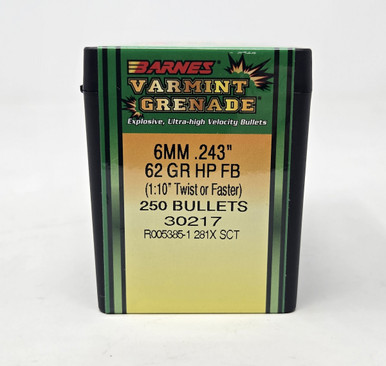 BARNES
VARMINT
GRENADE®
Explosive, Ultra-high Velocity Bullets
6MM .243"
62 GR HP FB
(1:10" Twist or Faster)
250 BULLETS
30217
R005385-1 281X SCT